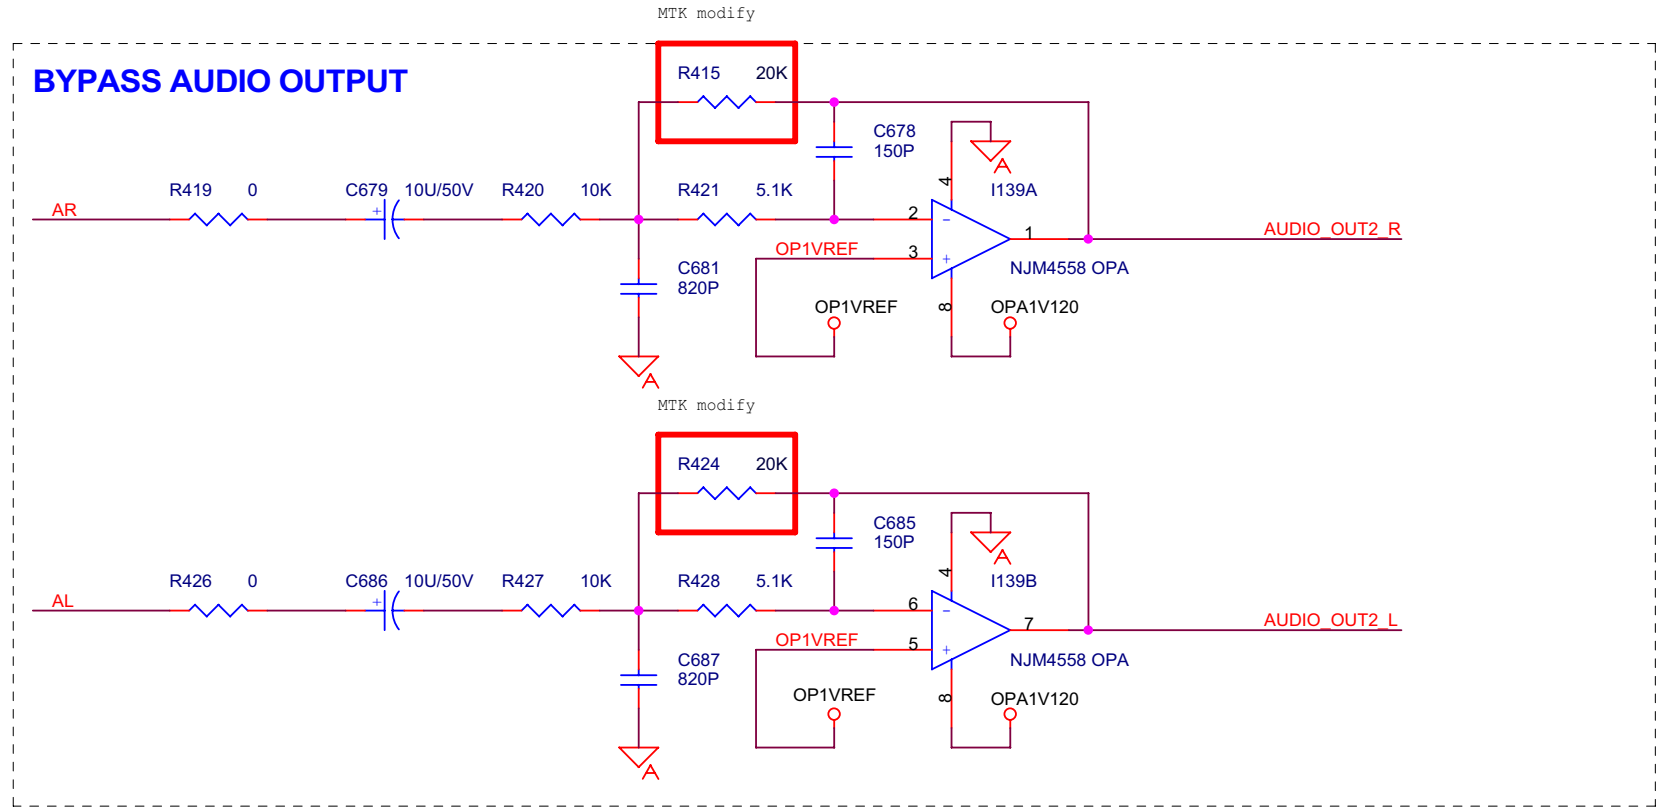 MTK modify
BYPASS AUDIO OUTPUT
R415 20K
C678
150P
4
A
R419 0
C679 10U/50V
R420 10K
R421 5.1K
I139A
AR
+
2
−
1
AUDIO_OUT2_R
OP1VREF
3
+
NJM4558 OPA
C681
820P
8
OP1VREF
OPA1V120
A
MTK modify
R424 20K
C685
150P
4
A
R426 0
C686 10U/50V
R427 10K
R428 5.1K
I139B
AL
+
6
−
7
AUDIO_OUT2_L
OP1VREF
5
+
NJM4558 OPA
C687
820P
8
OP1VREF
OPA1V120
A